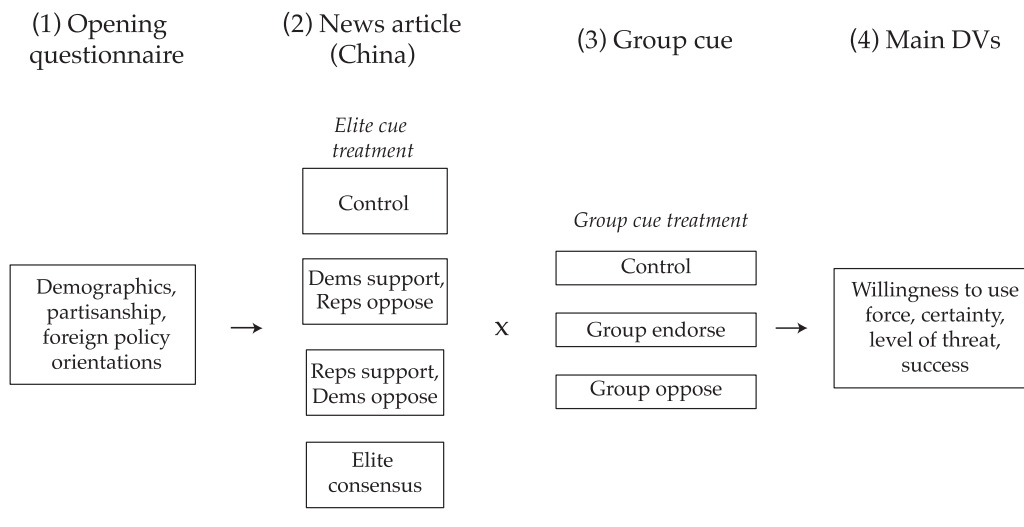 (1) Opening
questionnaire
(2) News article
(China)
(3) Group cue
(4) Main DVs
Elite cue
treatment
Control
Dems support,
Reps oppose
Reps support,
Dems oppose
Elite
consensus
Group cue treatment
Control
Group endorse
Group oppose
Demographics,
partisanship,
foreign policy
orientations
x
Willingness to use
force, certainty,
level of threat,
success